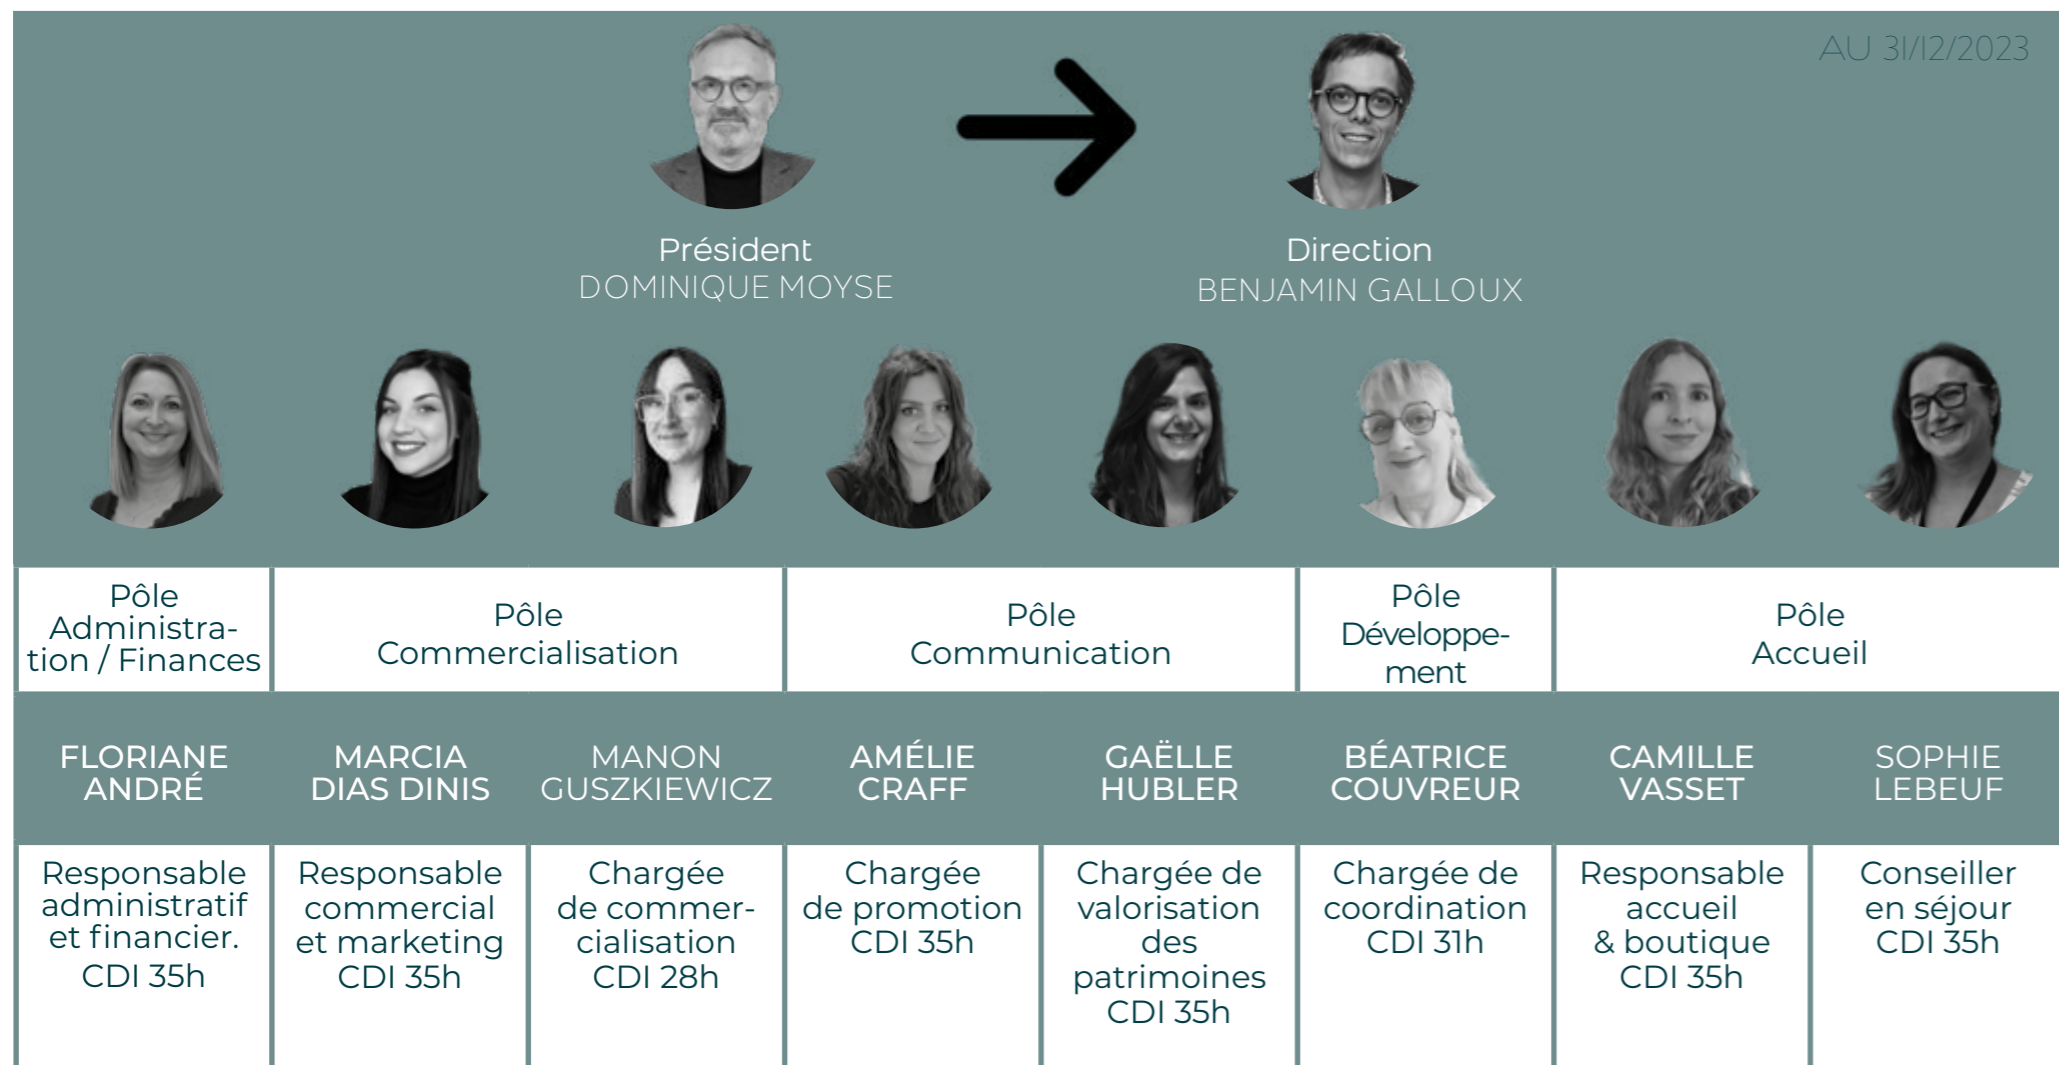 AU 31/12/2023
Président
DOMINIQUE MOYSE
Direction
BENJAMIN GALLOUX
Pôle
Administra-
tion / Finances
Pôle
Commercialisation
Pôle
Communication
Pôle
Développe-
ment
Pôle
Accueil
FLORIANE
ANDRÉ
MARCIA
DIAS DINIS
MANON
GUSZKIEWICZ
AMÉLIE
CRAFF
GAËLLE
HUBLER
BÉATRICE
COUVREUR
CAMILLE
VASSET
SOPHIE
LEBEUF
Responsable
administratif
et financier.
CDI 35h
Responsable
commercial
et marketing
CDI 35h
Chargée
de commer-
cialisation
CDI 28h
Chargée
de promotion
CDI 35h
Chargée de
valorisation
des
patrimoines
CDI 35h
Chargée de
coordination
CDI 31h
Responsable
accueil
& boutique
CDI 35h
Conseiller
en séjour
CDI 35h